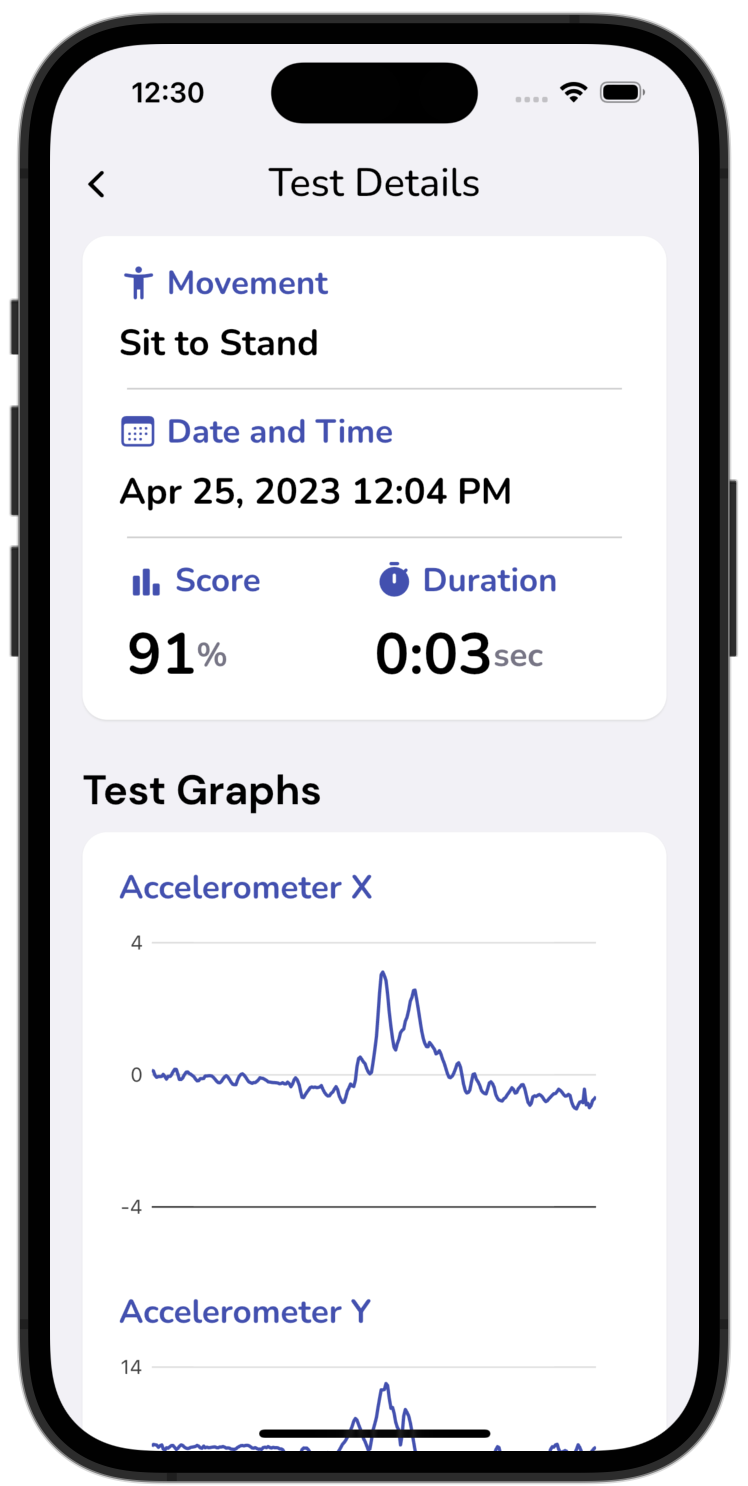 12:30
Test Details
Movement
Sit to Stand
Date and Time
Apr 25, 2023 12:04 PM
Score Duration
91% 0:03sec
Test Graphs
Accelerometer X
4
0
-4
Accelerometer Y
14